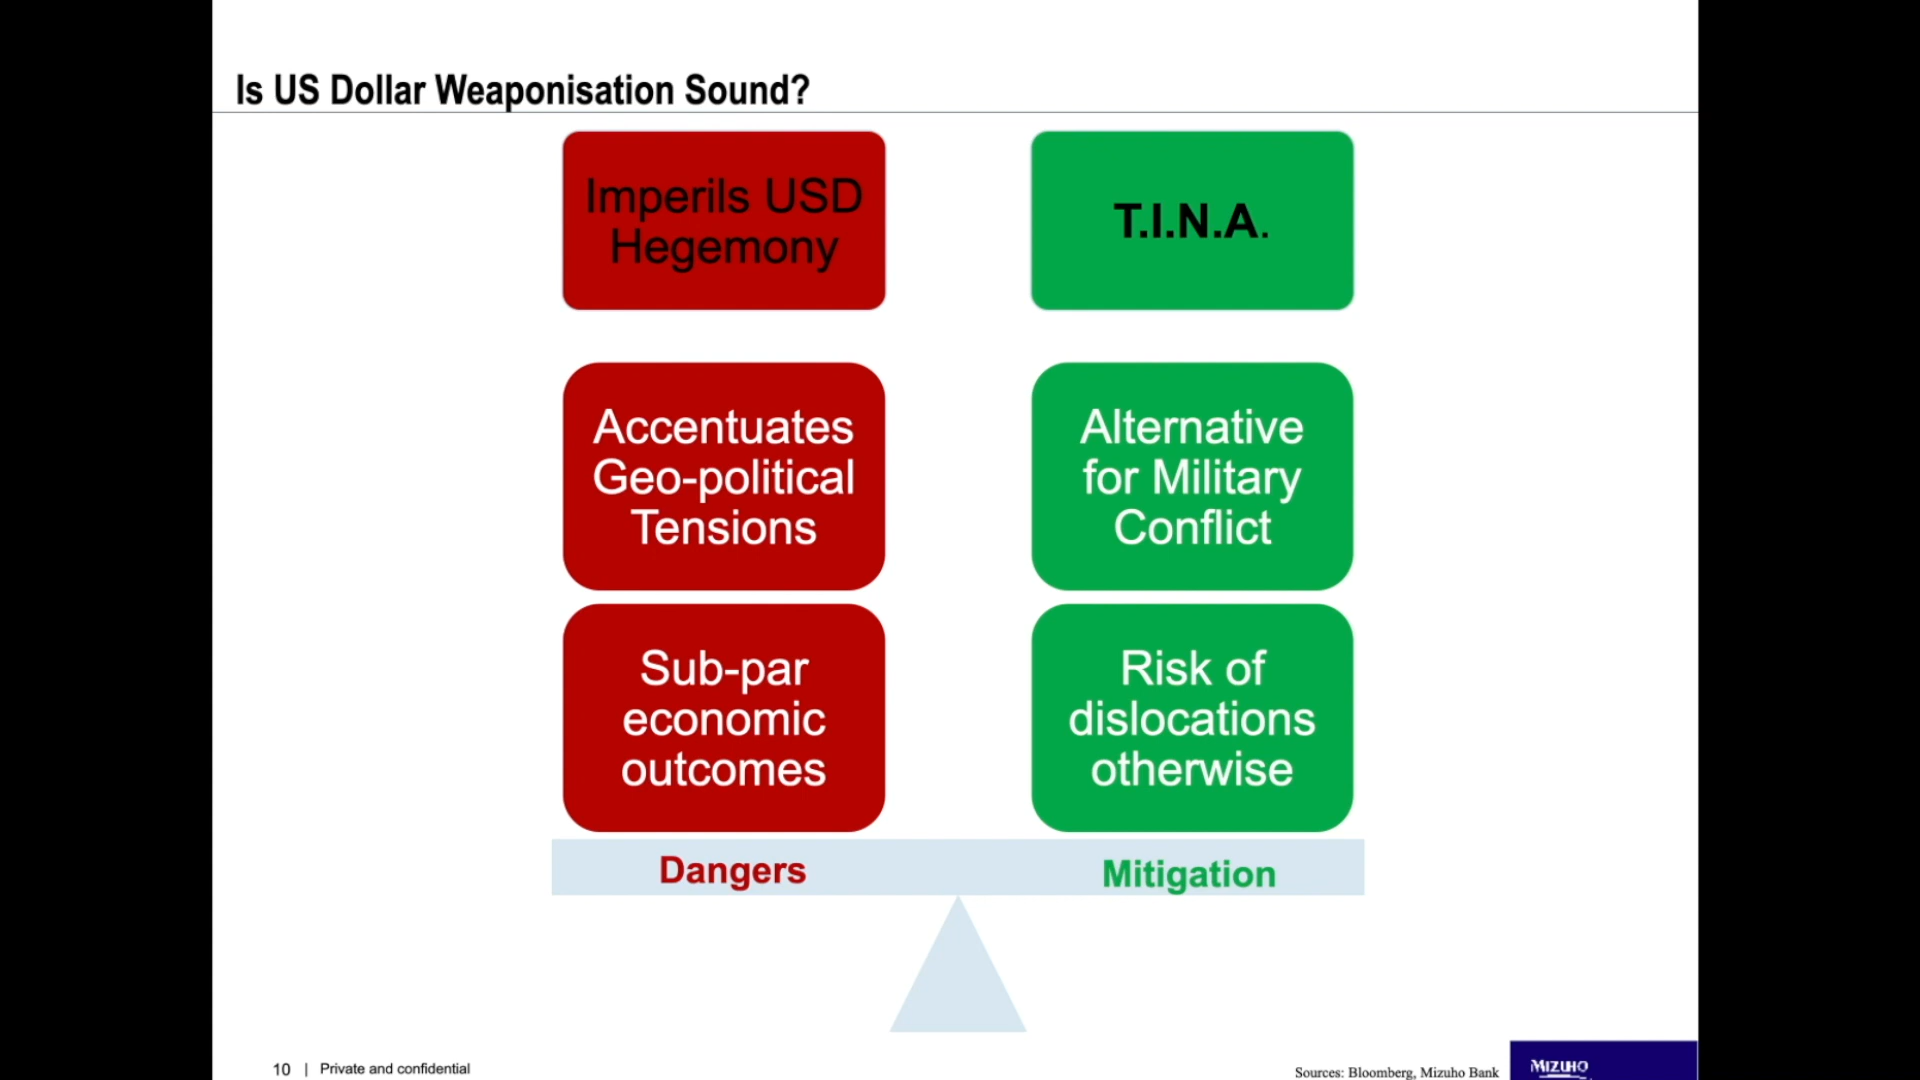 Is US Dollar Weaponisation Sound?
Imperils USD
Hegemony
T.I.N.A.
Accentuates
Geo-political
Tensions
Alternative
for Military
Conflict
Sub-par
economic
outcomes
Risk of
dislocations
otherwise
Dangers
Mitigation
10 | Private and confidential
Sources: Bloomberg, Mizuho Bank
MIZUHO